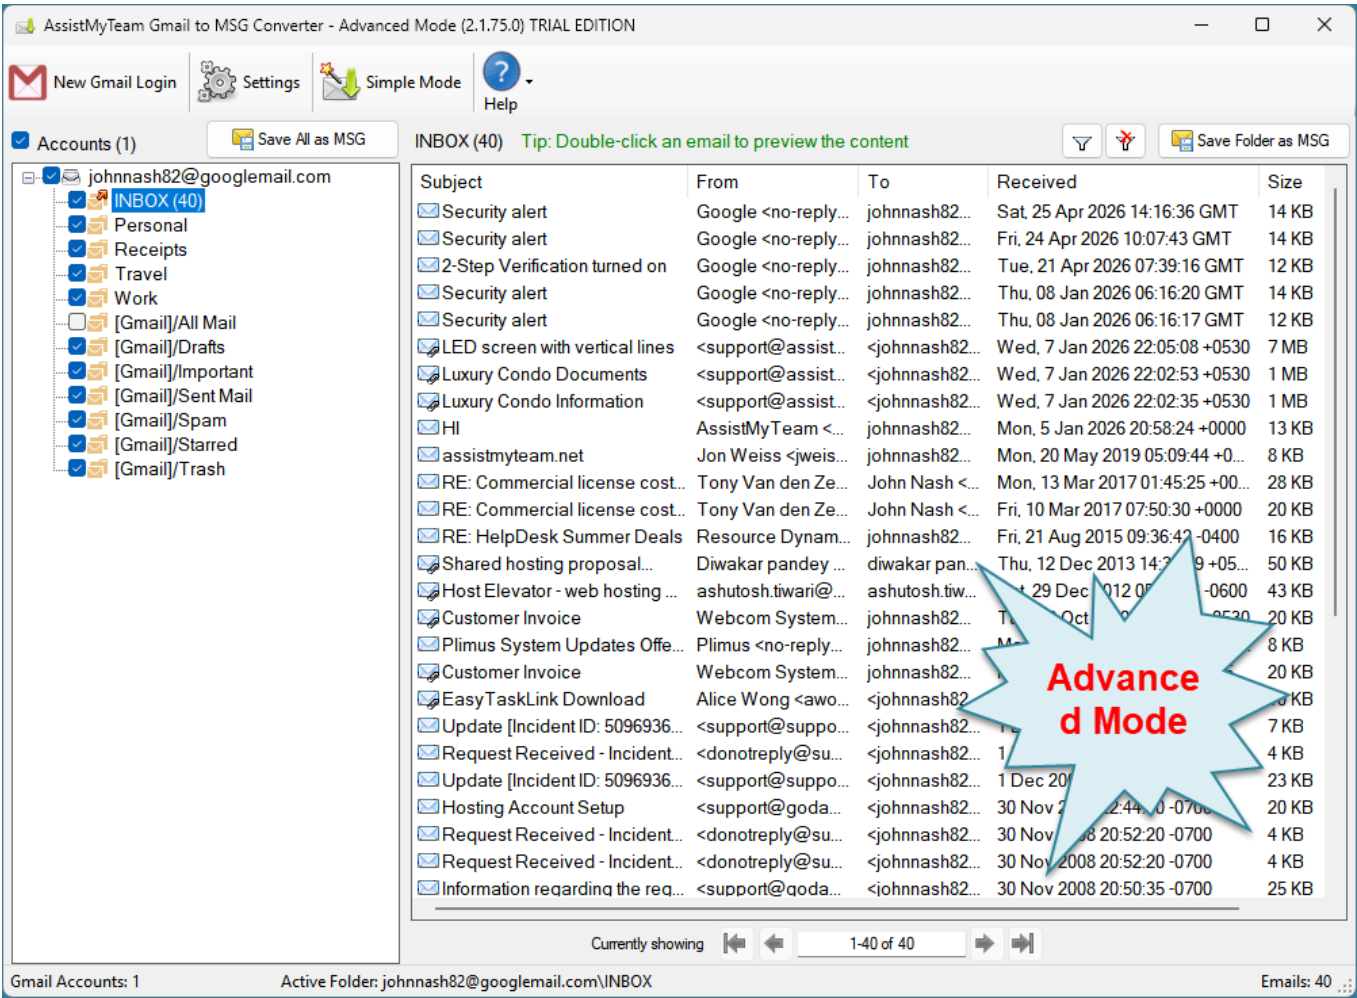 AssistMyTeam Gmail to MSG Converter - Advanced Mode (2.1.75.0) TRIAL EDITION
New Gmail Login
Settings
Simple Mode
Help
Accounts (1)
Save All as MSG
INBOX (40) Tip: Double-click an email to preview the content
Save Folder as MSG
johnnash82@googlemail.com
INBOX (40)
Personal
Receipts
Travel
Work
[Gmail]/All Mail
[Gmail]/Drafts
[Gmail]/Important
[Gmail]/Sent Mail
[Gmail]/Spam
[Gmail]/Starred
[Gmail]/Trash
Subject From To Received Size
Security alert Google <no-reply... johnnash82... Sat, 25 Apr 2026 14:16:36 GMT 14 KB
Security alert Google <no-reply... johnnash82... Fri, 24 Apr 2026 10:07:43 GMT 14 KB
2-Step Verification turned on Google <no-reply... johnnash82... Tue, 21 Apr 2026 07:39:16 GMT 12 KB
Security alert Google <no-reply... johnnash82... Thu, 08 Jan 2026 06:16:20 GMT 14 KB
Security alert Google <no-reply... johnnash82... Thu, 08 Jan 2026 06:16:17 GMT 12 KB
LED screen with vertical lines <support@assist... <johnnash82... Wed, 7 Jan 2026 22:05:08 +0530 7 MB
Luxury Condo Documents <support@assist... <johnnash82... Wed, 7 Jan 2026 22:02:53 +0530 1 MB
Luxury Condo Information <support@assist... <johnnash82... Wed, 7 Jan 2026 22:02:35 +0530 1 MB
HI AssistMyTeam <... johnnash82... Mon, 5 Jan 2026 20:58:24 +0000 13 KB
assistmyteam.net Jon Weiss <jweis... johnnash82... Mon, 20 May 2019 05:09:44 +0... 8 KB
RE: Commercial license cost... Tony Van den Ze... John Nash <... Mon, 13 Mar 2017 01:45:25 +00... 28 KB
RE: Commercial license cost... Tony Van den Ze... John Nash <... Fri, 10 Mar 2017 07:50:30 +0000 20 KB
RE: HelpDesk Summer Deals Resource Dynam... johnnash82... Fri, 21 Aug 2015 09:36:42 -0400 16 KB
Shared hosting proposal... Diwakar pandey ... diwakar pan... Thu, 12 Dec 2013 +05... 50 KB
Host Elevator - web hosting ... ashutosh.tiwari@... ashutosh.tiw... 29 Dec -0600 43 KB
Customer Invoice Webcom System... johnnash82... Oct 20 KB
Plimus System Updates Offe... Plimus <no-reply... johnnash82... 8 KB
Customer Invoice Webcom System... johnnash82... 20 KB
EasyTaskLink Download Alice Wong <awo... <johnnash82 KB
Update [Incident ID: 5096936... <support@suppo... <johnnash82... 7 KB
Request Received - Incident... <donotreply@su... <johnnash82... 4 KB
Update [Incident ID: 5096936... <support@suppo... <johnnash82... 1 Dec 23 KB
Hosting Account Setup <support@goda... <johnnash82... 30 Nov 20 KB
Request Received - Incident... <donotreply@su... <johnnash82... 30 Nov 20:52:20 -0700 4 KB
Request Received - Incident... <donotreply@su... <johnnash82... 30 Nov 2008 20:52:20 -0700 4 KB
Information regarding the req... <support@goda... <johnnash82... 30 Nov 2008 20:50:35 -0700 25 KB
Advance
d Mode
Currently showing 1-40 of 40
Gmail Accounts: 1 Active Folder: johnnash82@googlemail.com\INBOX Emails: 40